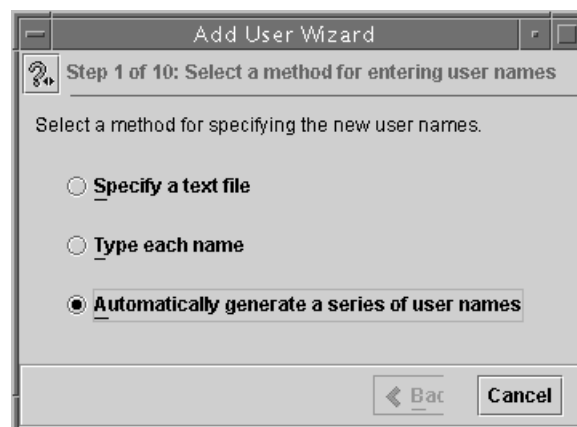 Add User Wizard
Step 1 of 10: Select a method for entering user names
Select a method for specifying the new user names.
Specify a text file
Type each name
Automatically generate a series of user names
Bac
Cancel